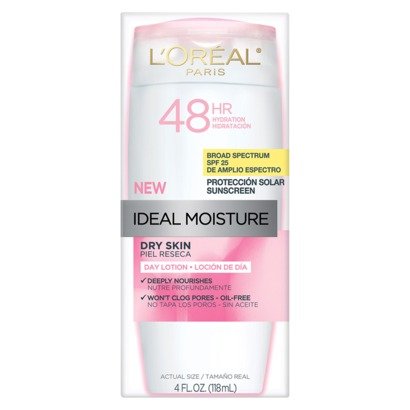 L'ORÉAL
PARIS
48 HR
HYDRATION
HIDRATACIÓN
BROAD SPECTRUM
SPF 25
DE AMPLIO ESPECTRO
PROTECCIÓN SOLAR
SUNSCREEN
NEW
IDEAL MOISTURE
DRY SKIN
PIEL RESECA
DAY LOTION • LOCIÓN DE DÍA
✓ DEEPLY NOURISHES
NUTRE PROFUNDAMENTE
✓ WON'T CLOG PORES - OIL-FREE
NO TAPA LOS POROS - SIN ACEITE
ACTUAL SIZE / TAMAÑO REAL
4 FL.OZ. (118mL)